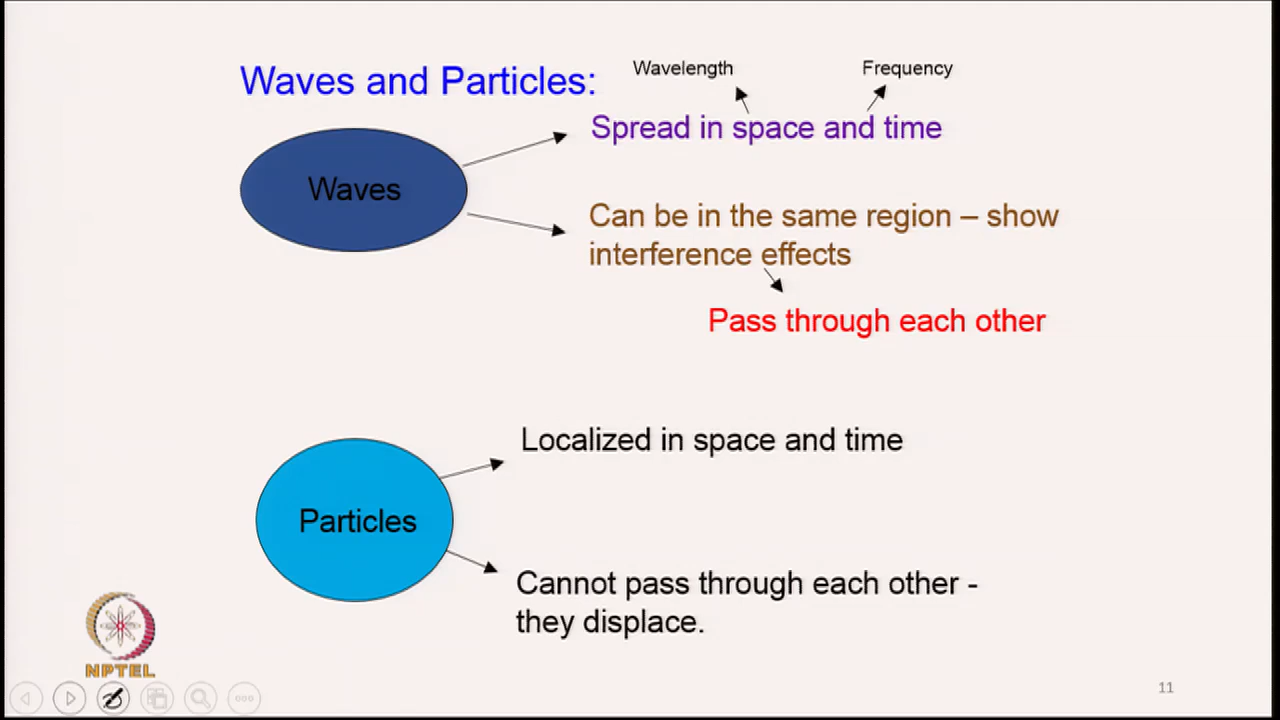 Waves and Particles:
Wavelength
Frequency
Spread in space and time
Waves
Can be in the same region – show
interference effects
Pass through each other
Localized in space and time
Particles
Cannot pass through each other -
they displace.
NPTEL
11